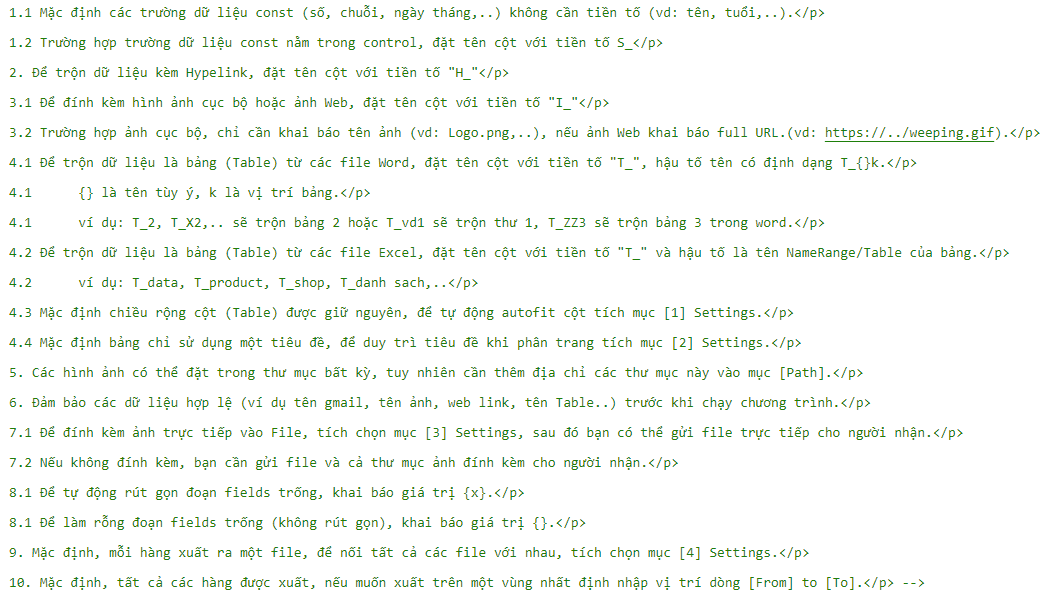 1.1 Mặc định các trường dữ liệu const (số, chuỗi, ngày tháng,..) không cần tiền tố (vd: tên, tuổi,..).</p>
1.2 Trường hợp trường dữ liệu const nằm trong control, đặt tên cột với tiền tố S_</p>
2. Để trộn dữ liệu kèm Hypelink, đặt tên cột với tiền tố "H_"</p>
3.1 Để đính kèm hình ảnh cục bộ hoặc ảnh Web, đặt tên cột với tiền tố "I_"</p>
3.2 Trường hợp ảnh cục bộ, chỉ cần khai báo tên ảnh (vd: Logo.png,..), nếu ảnh Web khai báo full URL.(vd: https://../weeping.gif).</p>
4.1 Để trộn dữ liệu là bảng (Table) từ các file Word, đặt tên cột với tiền tố "T_", hậu tố tên có định dạng T_{}k.</p>
4.1 {} là tên tùy ý, k là vị trí bảng.</p>
4.1 ví dụ: T_2, T_X2,.. sẽ trộn bảng 2 hoặc T_vd1 sẽ trộn thư 1, T_ZZ3 sẽ trộn bảng 3 trong word.</p>
4.2 Để trộn dữ liệu là bảng (Table) từ các file Excel, đặt tên cột với tiền tố "T_" và hậu tố là tên NameRange/Table của bảng.</p>
4.2 ví dụ: T_data, T_product, T_shop, T_danh sach,..</p>
4.3 Mặc định chiều rộng cột (Table) được giữ nguyên, để tự động autofit cột tích mục [1] Settings.</p>
4.4 Mặc định bảng chỉ sử dụng một tiêu đề, để duy trì tiêu đề khi phân trang tích mục [2] Settings.</p>
5. Các hình ảnh có thể đặt trong thư mục bất kỳ, tuy nhiên cần thêm địa chỉ các thư mục này vào mục [Path].</p>
6. Đảm bảo các dữ liệu hợp lệ (ví dụ tên gmail, tên ảnh, web link, tên Table..) trước khi chạy chương trình.</p>
7.1 Để đính kèm ảnh trực tiếp vào File, tích chọn mục [3] Settings, sau đó bạn có thể gửi file trực tiếp cho người nhận.</p>
7.2 Nếu không đính kèm, bạn cần gửi file và cả thư mục ảnh đính kèm cho người nhận.</p>
8.1 Để tự động rút gọn đoạn fields trống, khai báo giá trị {x}.</p>
8.1 Để làm rỗng đoạn fields trống (không rút gọn), khai báo giá trị {}.</p>
9. Mặc định, mỗi hàng xuất ra một file, để nối tất cả các file với nhau, tích chọn mục [4] Settings.</p>
10. Mặc định, tất cả các hàng được xuất, nếu muốn xuất trên một vùng nhất định nhập vị trí dòng [From] to [To].</p> -->